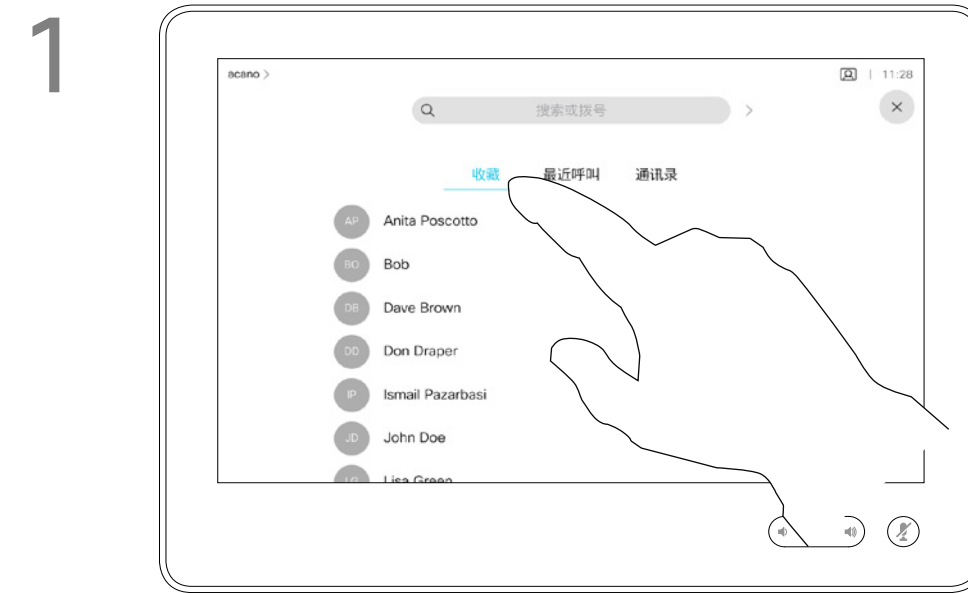 1
acano >
11:28
搜索或拨号
收藏 最近呼叫 通讯录
AP Anita Poscotto
BO Bob
DB Dave Brown
DD Don Draper
IP Ismail Pazarbasi
JD John Doe
LG Lisa Green